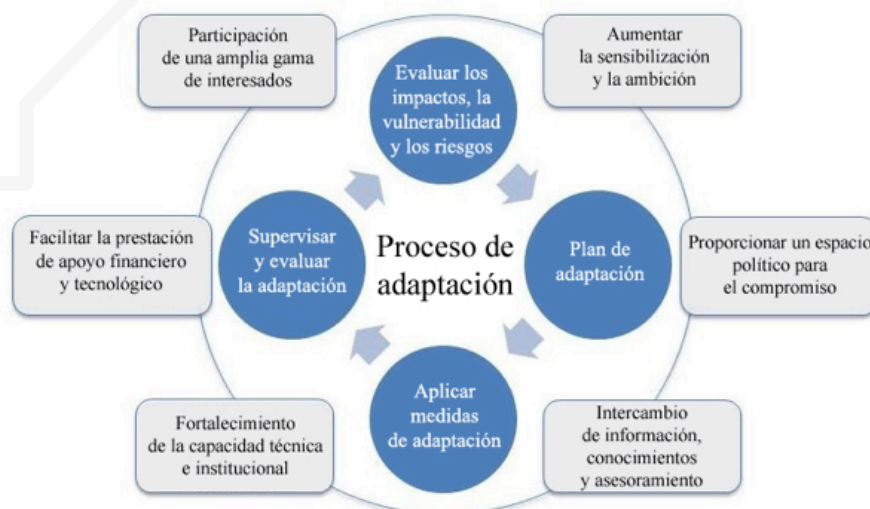 Participación
de una amplia gama
de interesados
Evaluar los
impactos, la
vulnerabilidad
y los riesgos
Aumentar
la sensibilización
y la ambición
Facilitar la prestación
de apoyo financiero
y tecnológico
Supervisar
y evaluar
la adaptación
Proceso de
adaptación
Plan de
adaptación
Proporcionar un espacio
político para
el compromiso
Fortalecimiento
de la capacidad técnica
e institucional
Aplicar
medidas
de adaptación
Intercambio
de información,
conocimientos
y asesoramiento